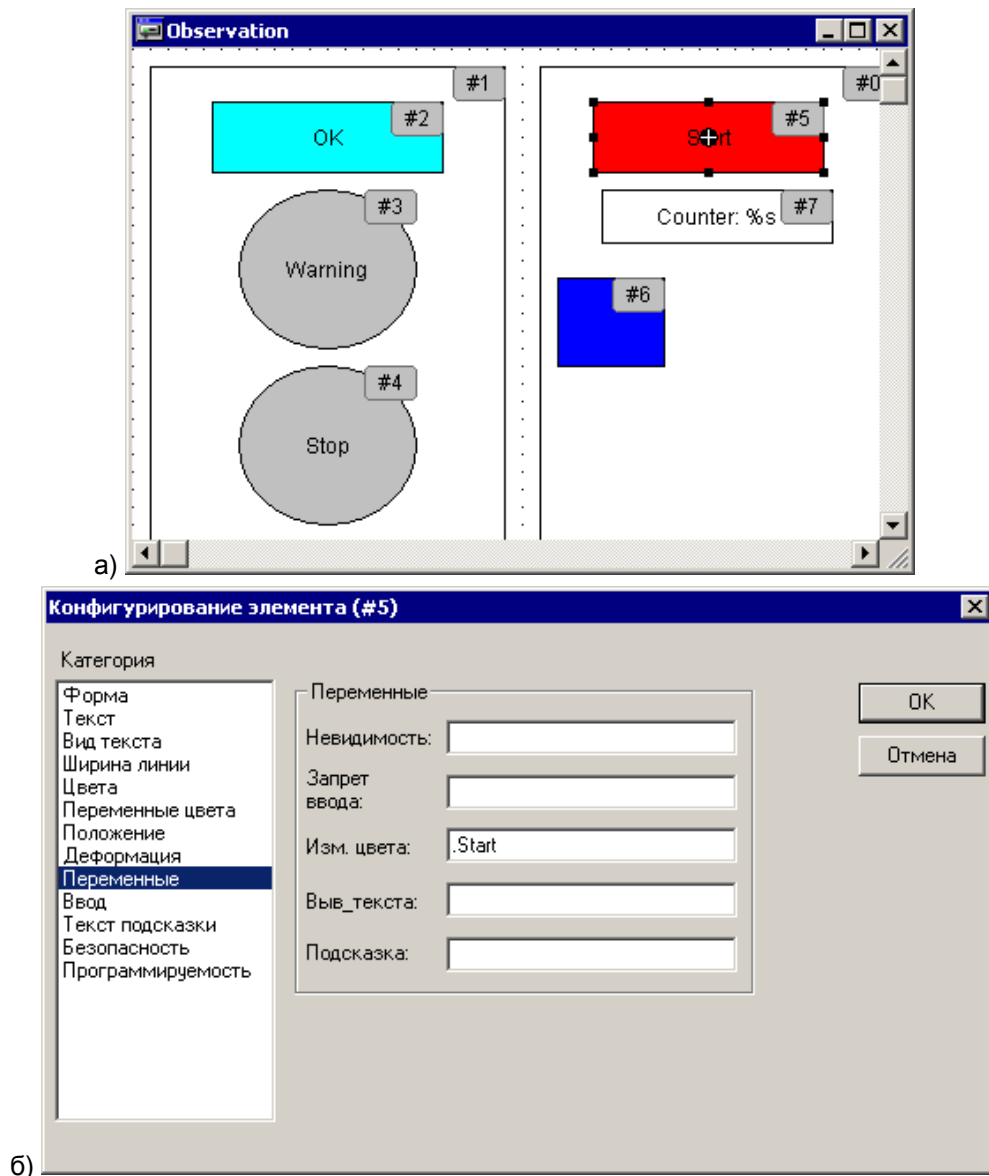 Observation
#1
#0
#2
OK
#5
Start
#3
#7
Counter: %s
Warning
#6
#4
Stop
а)
Конфигурирование элемента (#5)
Категория
Форма
Текст
Вид текста
Ширина линии
Цвета
Переменные цвета
Положение
Деформация
Переменные
Ввод
Текст подсказки
Безопасность
Программируемость
Переменные
Невидимость:
Запрет
ввода:
Изм. цвета: .Start
Выв_текста:
Подсказка:
OK
Отмена
б)